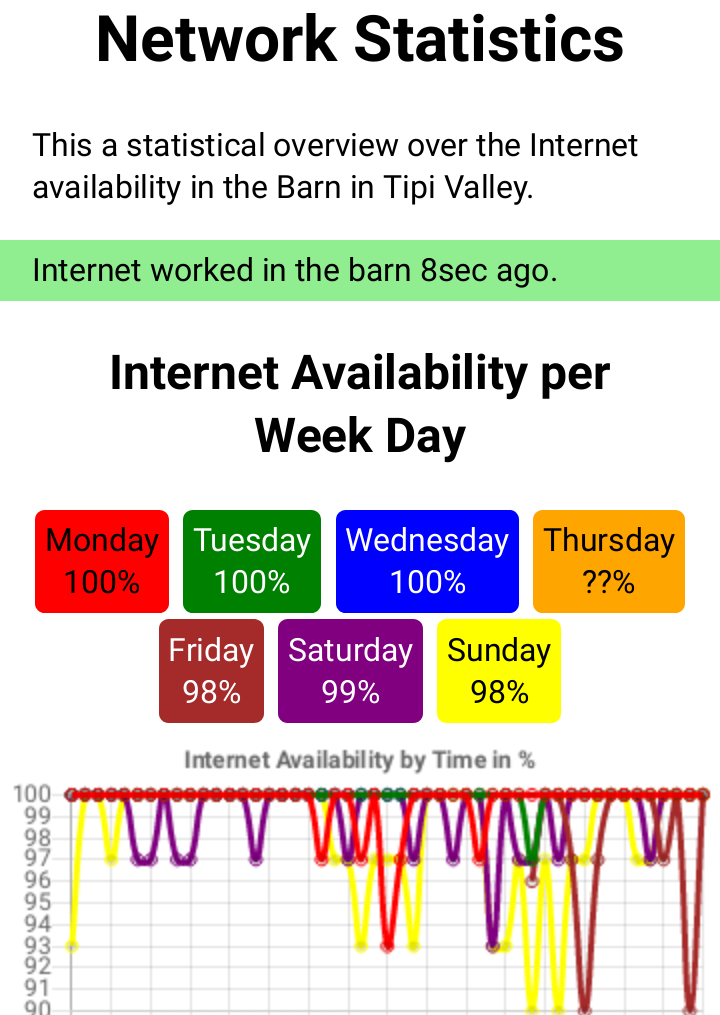 Network Statistics
This a statistical overview over the Internet
availability in the Barn in Tipi Valley.
Internet worked in the barn 8sec ago.
Internet Availability per
Week Day
Monday Tuesday Wednesday Thursday
100% 100% 100% ??%
Friday Saturday Sunday
98% 99% 98%
Internet Availability by Time in %
100
99
98
97
96
95
94
93
92
91
90